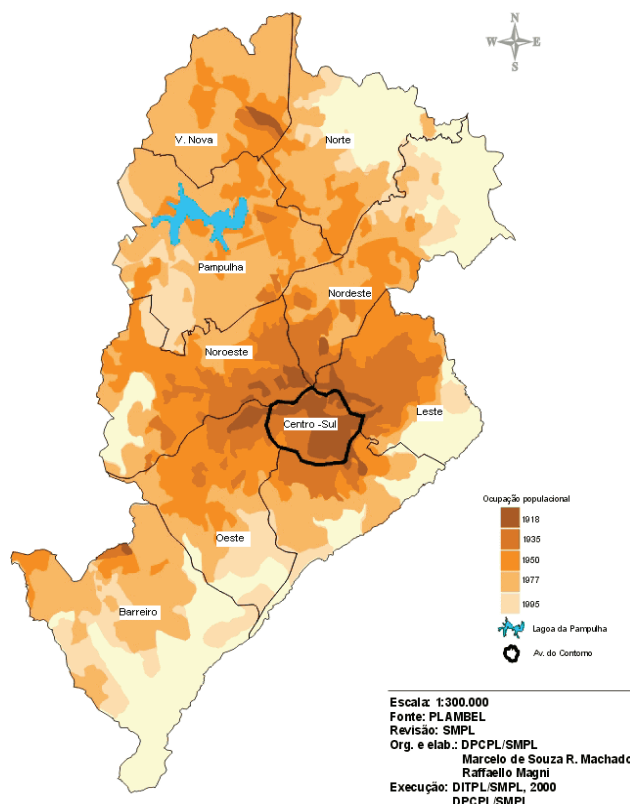 N
W E
S
V. Nova
Norte
Pampulha
Nordeste
Noroeste
Centro -Sul
Leste
Oeste
Barreiro
Ocupação populacional
1918
1935
1950
1977
1995
Lagoa da Pampulha
Av. do Contorno
Escala: 1:300.000
Fonte: PLAMBEL
Revisão: SMPL
Org. e elab.: DPCPL/SMPL
Marcelo de Souza R. Machado
Raffaello Magni
Execução: DITPL/SMPL, 2000
DPCPL/SMPL